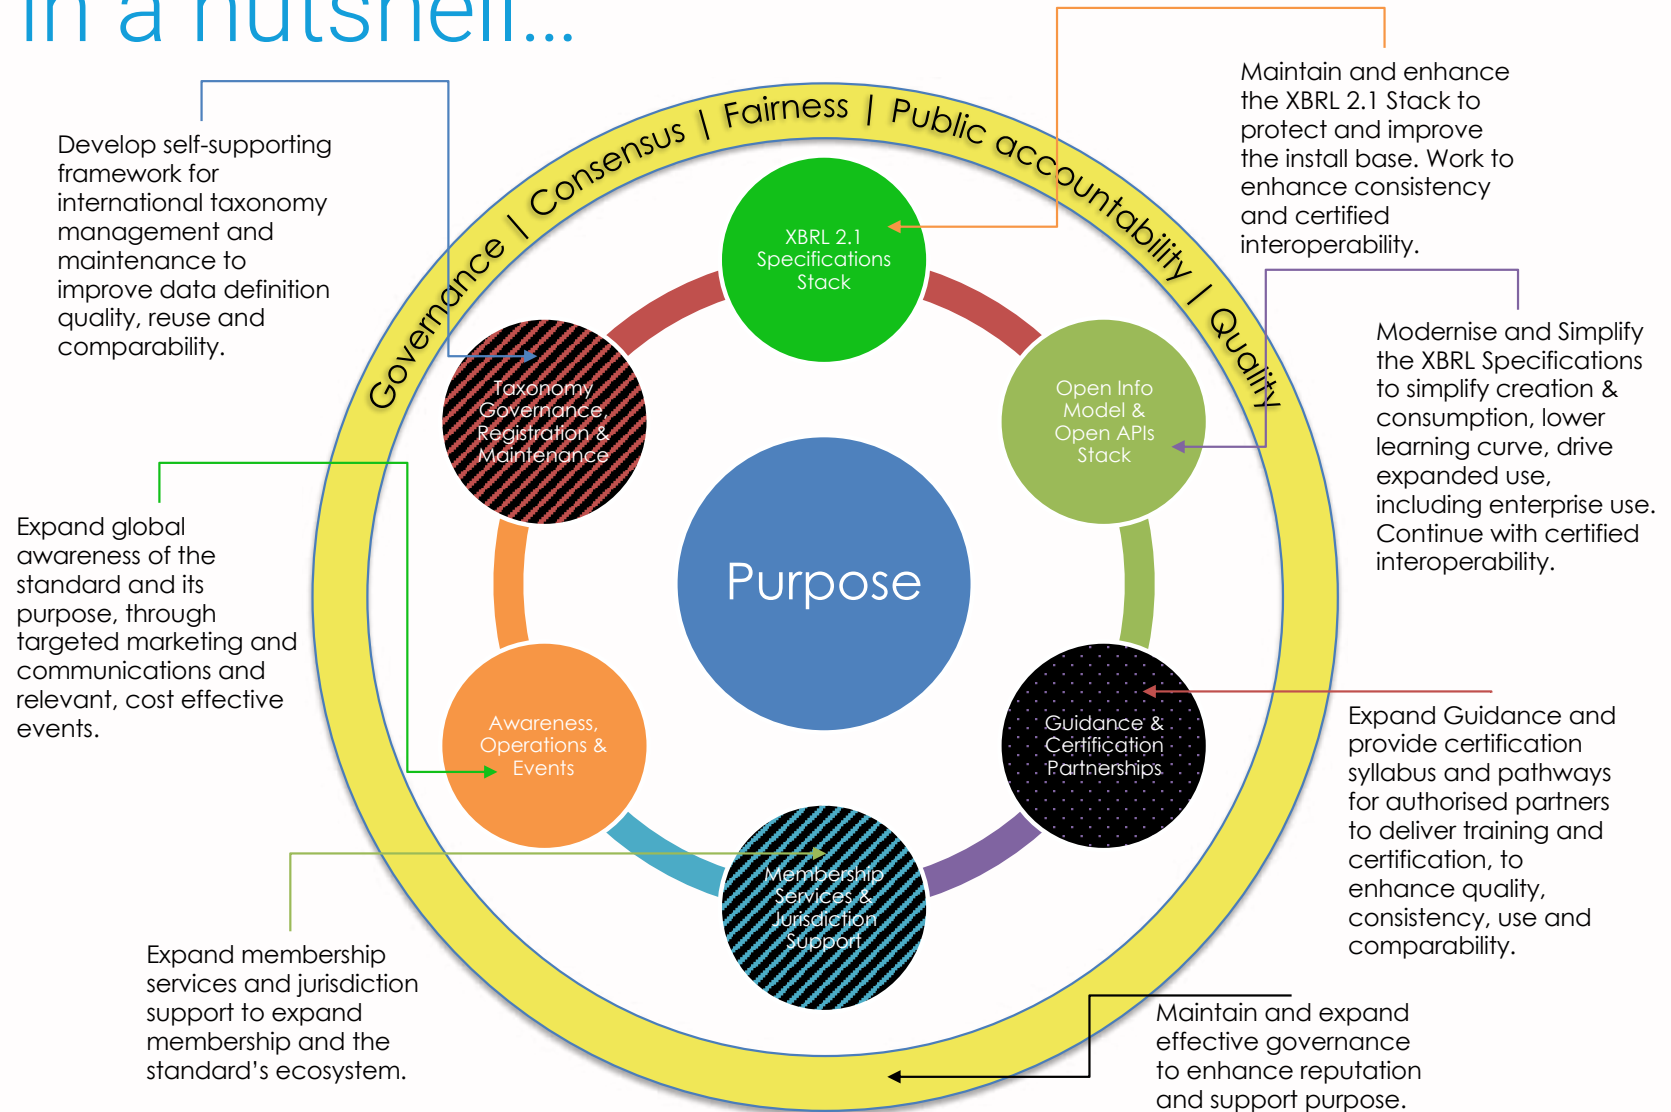 in a nutshell...
Governance | Consensus | Fairness | Public accountability | Quality
Develop self-supporting
framework for
international taxonomy
management and
maintenance to
improve data definition
quality, reuse and
comparability.
Maintain and enhance
the XBRL 2.1 Stack to
protect and improve
the install base. Work to
enhance consistency
and certified
interoperability.
XBRL 2.1
Specifications
Stack
Modernise and Simplify
the XBRL Specifications
to simplify creation &
consumption, lower
learning curve, drive
expanded use,
including enterprise use.
Continue with certified
interoperability.
Taxonomy
Governance,
Registration &
Maintenance
Open Info
Model &
Open APIs
Stack
Purpose
Expand global
awareness of the
standard and its
purpose, through
targeted marketing and
communications and
relevant, cost effective
events.
Awareness,
Operations &
Events
Guidance &
Certification
Partnerships
Expand Guidance and
provide certification
syllabus and pathways
for authorised partners
to deliver training and
certification, to
enhance quality,
consistency, use and
comparability.
Membership
Services &
Jurisdiction
Support
Expand membership
services and jurisdiction
support to expand
membership and the
standard’s ecosystem.
Maintain and expand
effective governance
to enhance reputation
and support purpose.